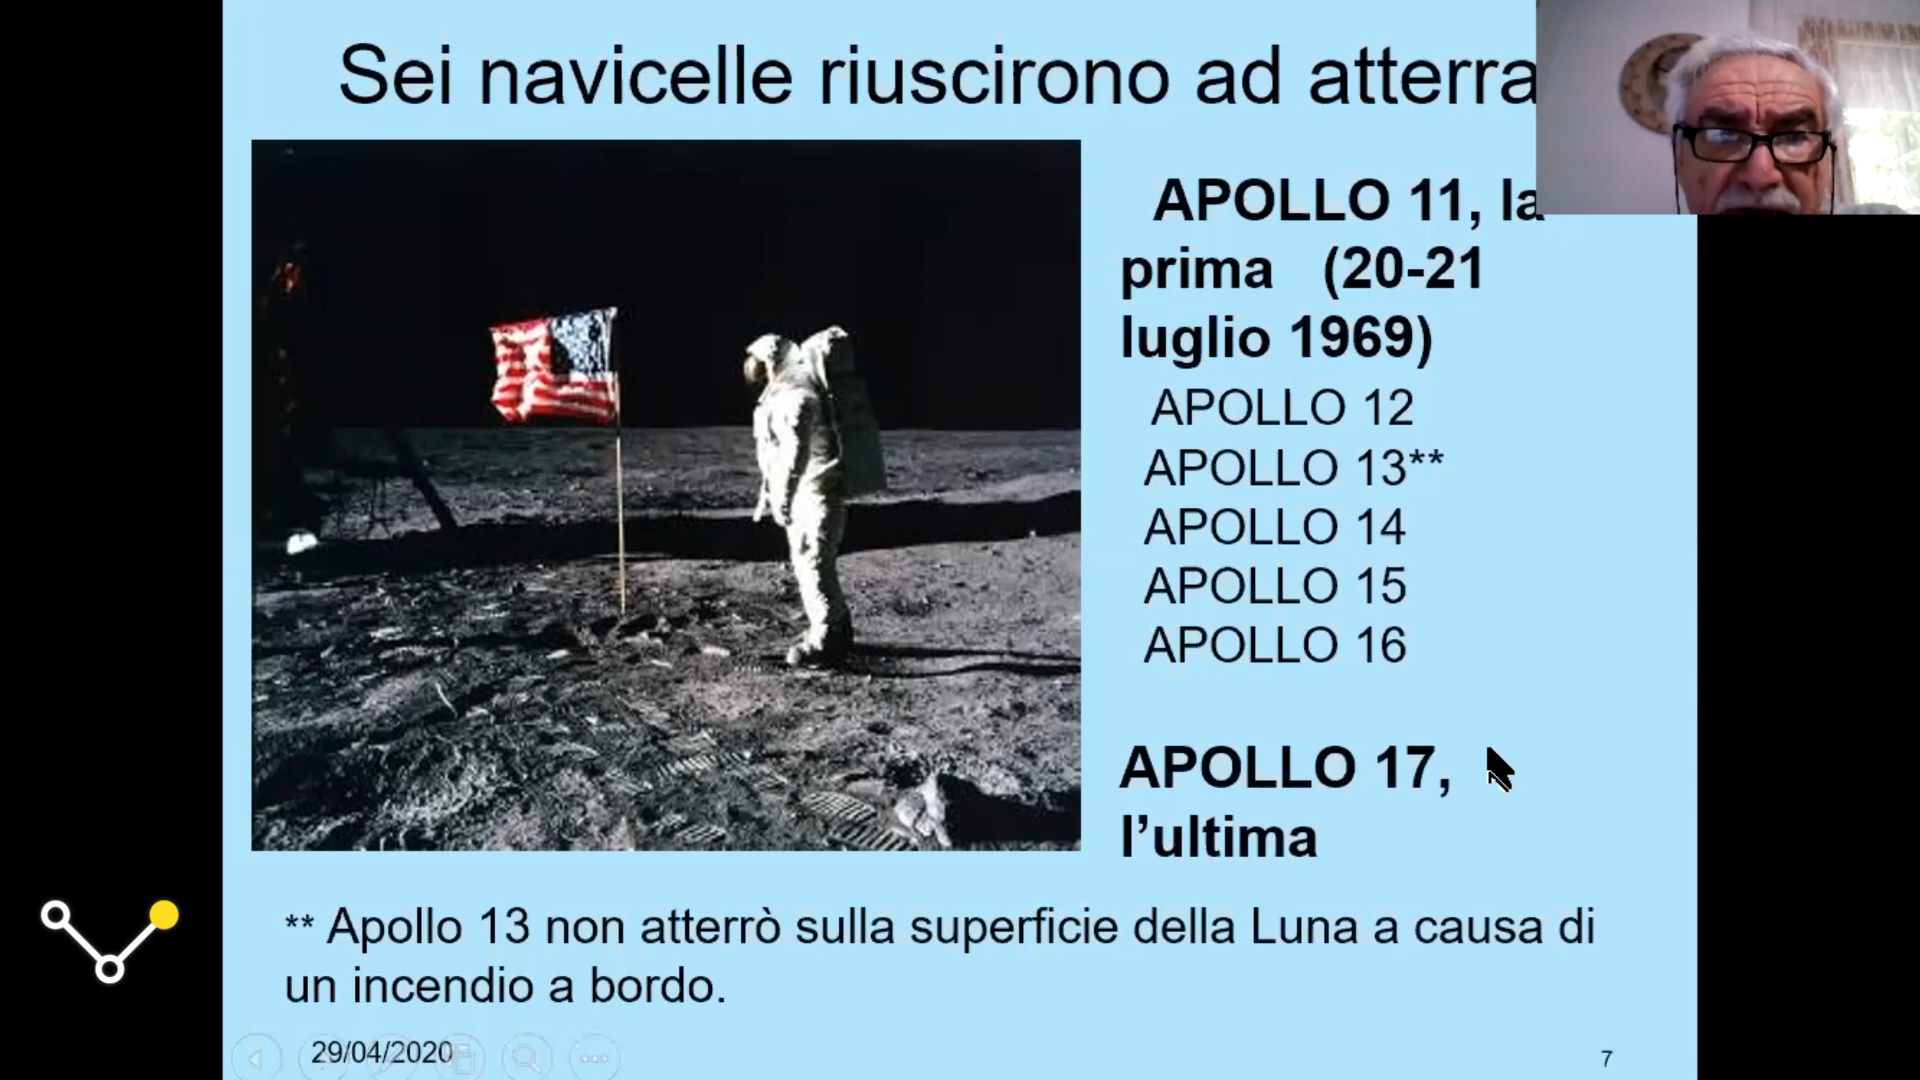 Sei navicelle riuscirono ad atterra
APOLLO 11, la
prima (20-21
luglio 1969)
APOLLO 12
APOLLO 13**
APOLLO 14
APOLLO 15
APOLLO 16
APOLLO 17,
l’ultima
** Apollo 13 non atterrò sulla superficie della Luna a causa di
un incendio a bordo.
29/04/2020
7